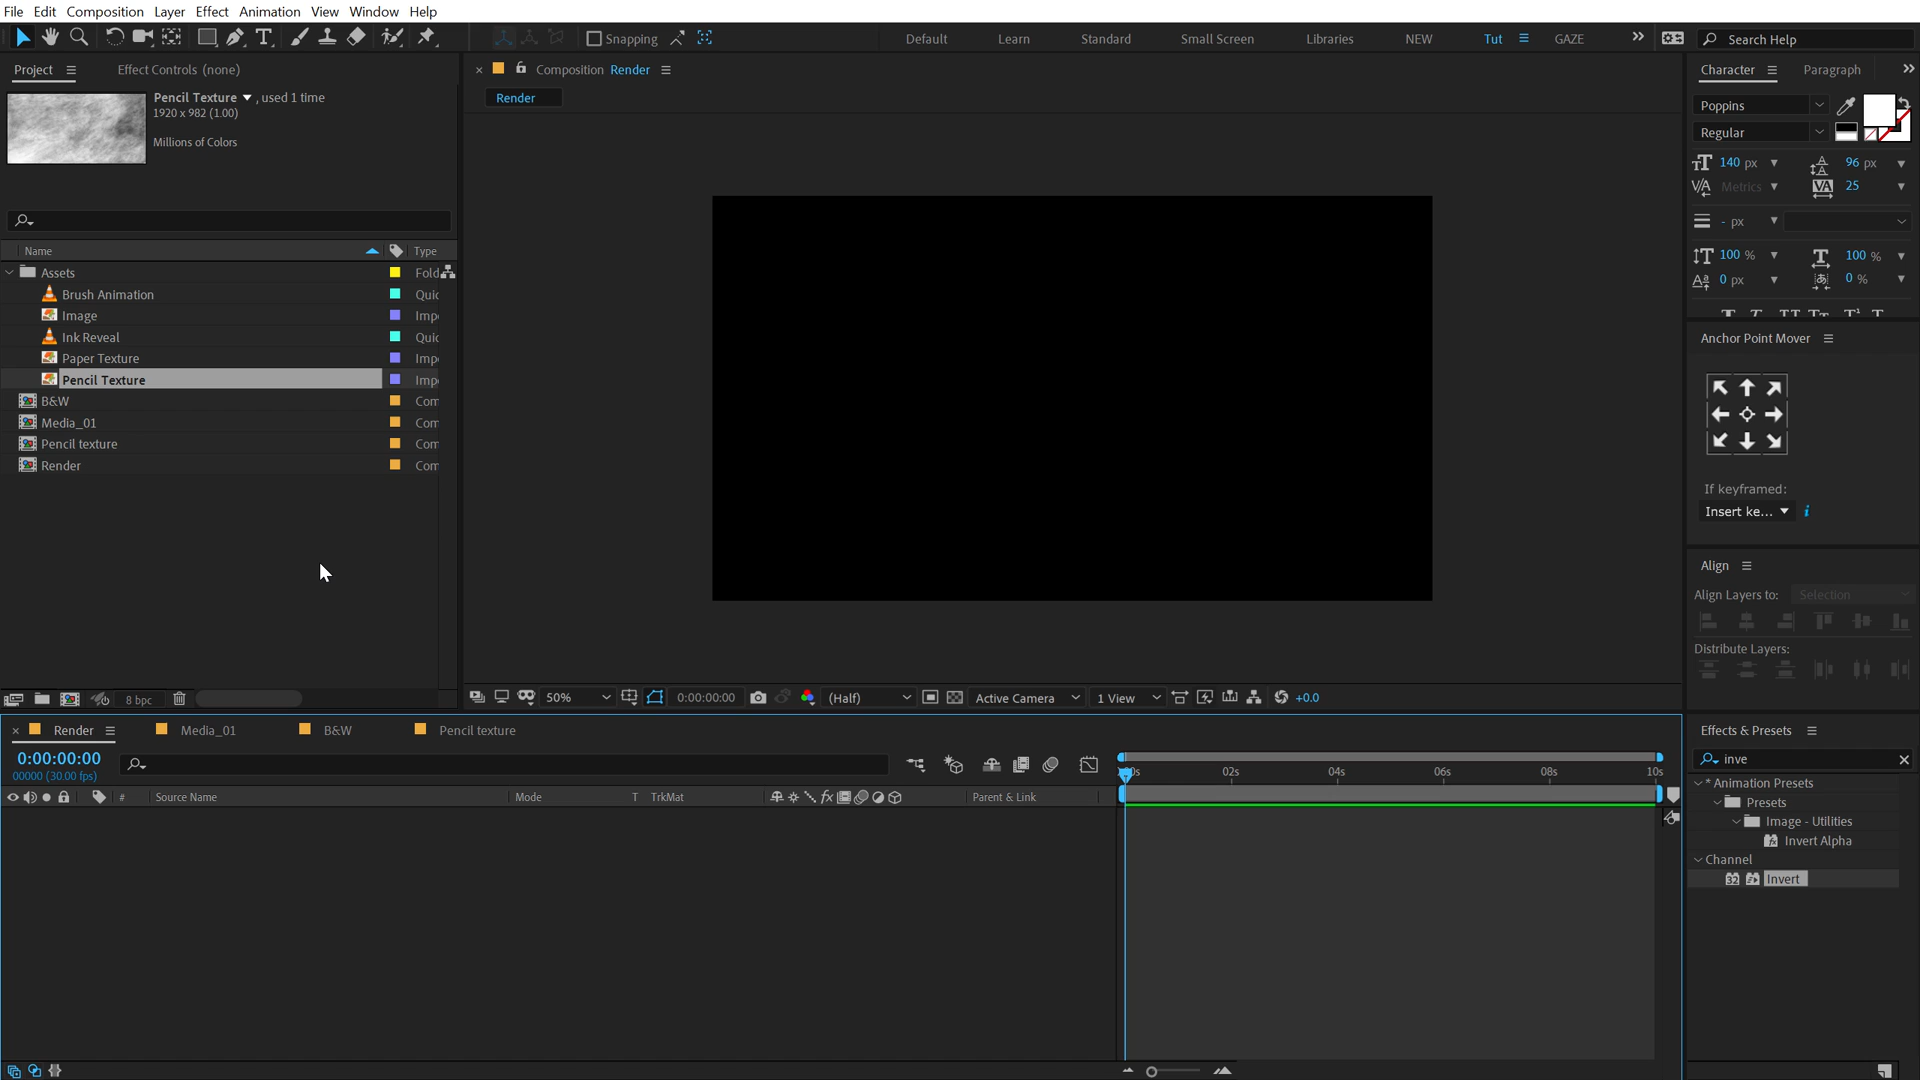 File Edit Composition Layer Effect Animation View Window Help
Snapping Default Learn Standard Small Screen Libraries NEW Tut GAZE Search Help
Project Effect Controls (none)
Composition Render
Character Paragraph
Pencil Texture , used 1 time
1920 x 982 (1.00)
Millions of Colors
Render
Poppins
Regular
140 px 96 px
Metrics 25
- px
100 % 100 %
0 px 0 %
Name Type
Assets Fold
Brush Animation Quic
Image Impo
Ink Reveal Quic
Paper Texture Impo
Pencil Texture Impo
B&W Com
Media_01 Com
Pencil texture Com
Render Com
Anchor Point Mover
If keyframed:
Insert ke...
Align
Align Layers to: Selection
Distribute Layers:
8 bpc
50% 0:00:00:00 (Half) Active Camera 1 View +0.0
Render Media_01 B&W Pencil texture
0:00:00:00
00000 (30.00 fps)
02s 04s 06s 08s 10s
# Source Name Mode T TrkMat Parent & Link
Effects & Presets
inve
* Animation Presets
Presets
Image - Utilities
Invert Alpha
Channel
32 Invert